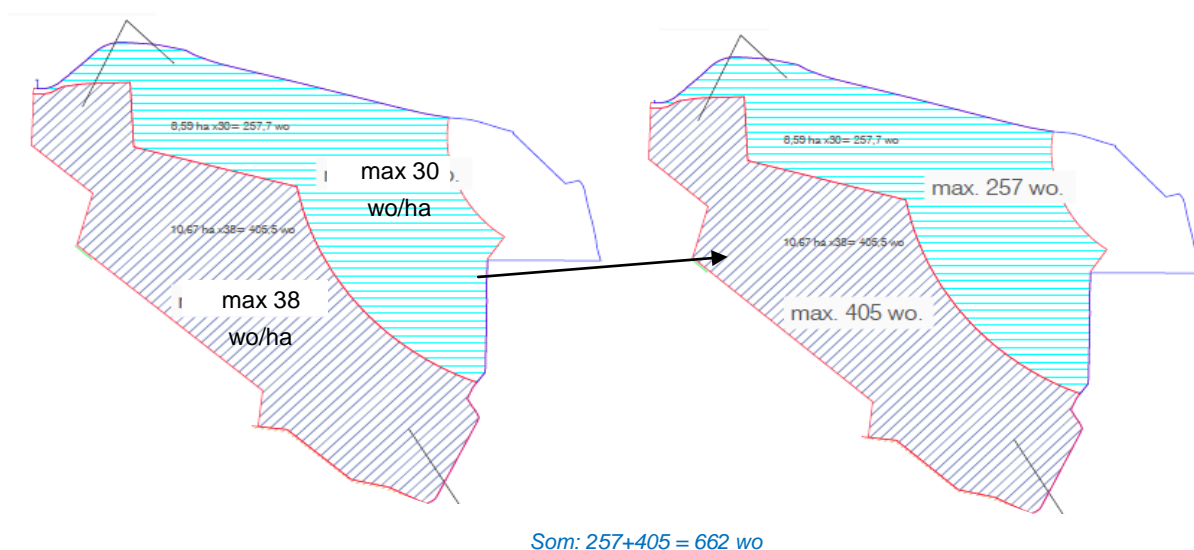 8,59 ha x30= 257,7 wo
max 30
wo/ha
10,67 ha x38= 405,5 wo
max 38
wo/ha
8,59 ha x30= 257,7 wo
max. 257 wo.
10,67 ha x38= 405,5 wo
max. 405 wo.
Som: 257+405 = 662 wo